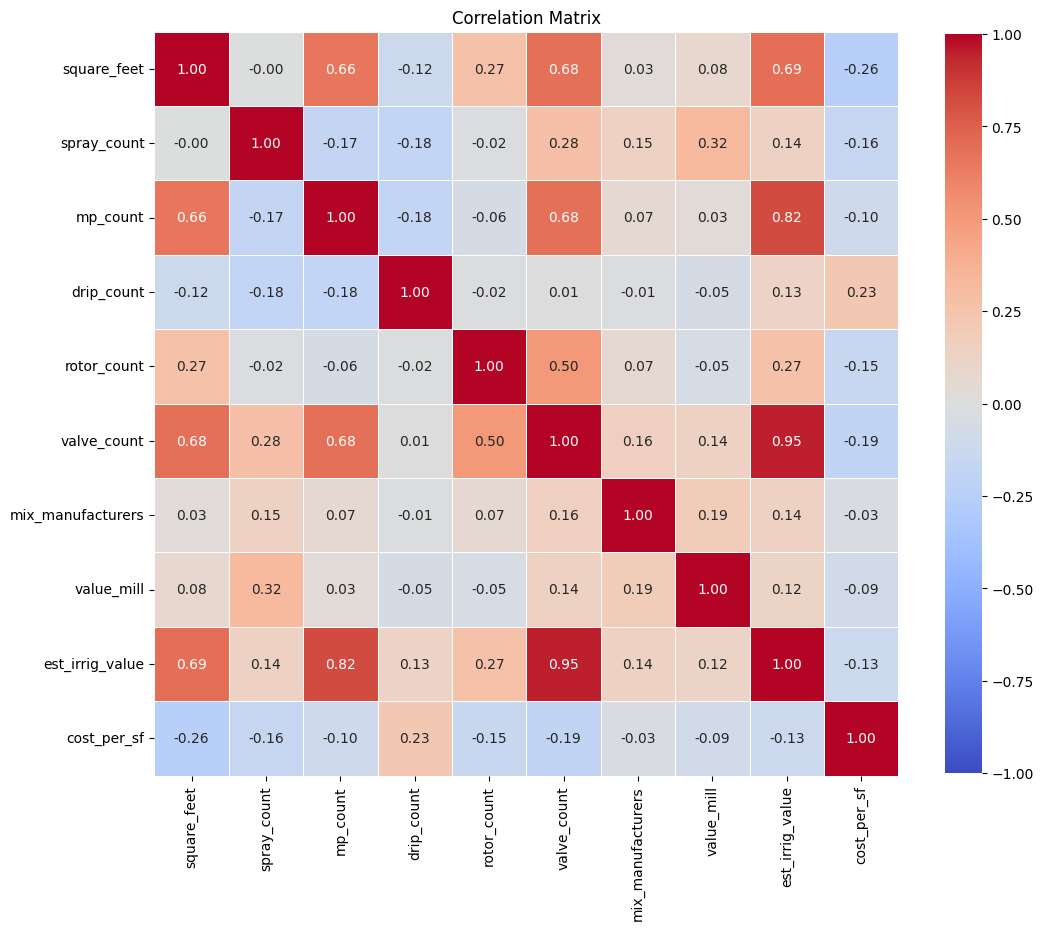 Correlation Matrix
square_feet 1.00 -0.00 0.66 -0.12 0.27 0.68 0.03 0.08 0.69 -0.26
spray_count -0.00 1.00 -0.17 -0.18 -0.02 0.28 0.15 0.32 0.14 -0.16
mp_count 0.66 -0.17 1.00 -0.18 -0.06 0.68 0.07 0.03 0.82 -0.10
drip_count -0.12 -0.18 -0.18 1.00 -0.02 0.01 -0.01 -0.05 0.13 0.23
rotor_count 0.27 -0.02 -0.06 -0.02 1.00 0.50 0.07 -0.05 0.27 -0.15
valve_count 0.68 0.28 0.68 0.01 0.50 1.00 0.16 0.14 0.95 -0.19
mix_manufacturers 0.03 0.15 0.07 -0.01 0.07 0.16 1.00 0.19 0.14 -0.03
value_mill 0.08 0.32 0.03 -0.05 -0.05 0.14 0.19 1.00 0.12 -0.09
est_irrig_value 0.69 0.14 0.82 0.13 0.27 0.95 0.14 0.12 1.00 -0.13
cost_per_sf -0.26 -0.16 -0.10 0.23 -0.15 -0.19 -0.03 -0.09 -0.13 1.00
square_feet
spray_count
mp_count
drip_count
rotor_count
valve_count
mix_manufacturers
value_mill
est_irrig_value
cost_per_sf
1.00
0.75
0.50
0.25
0.00
−0.25
−0.50
−0.75
−1.00